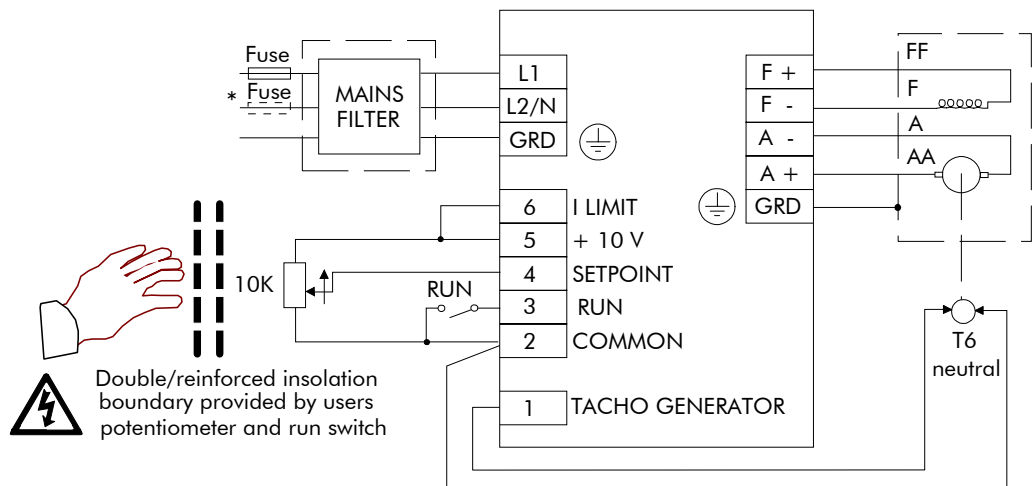 Fuse
* Fuse
MAINS
FILTER
L1
L2/N
GRD
F +
F -
A -
A +
GRD
FF
F
A
AA
6 I LIMIT
5 + 10 V
4 SETPOINT
3 RUN
2 COMMON
1 TACHO GENERATOR
10K
RUN
T6
neutral
Double/reinforced insolation
boundary provided by users
potentiometer and run switch